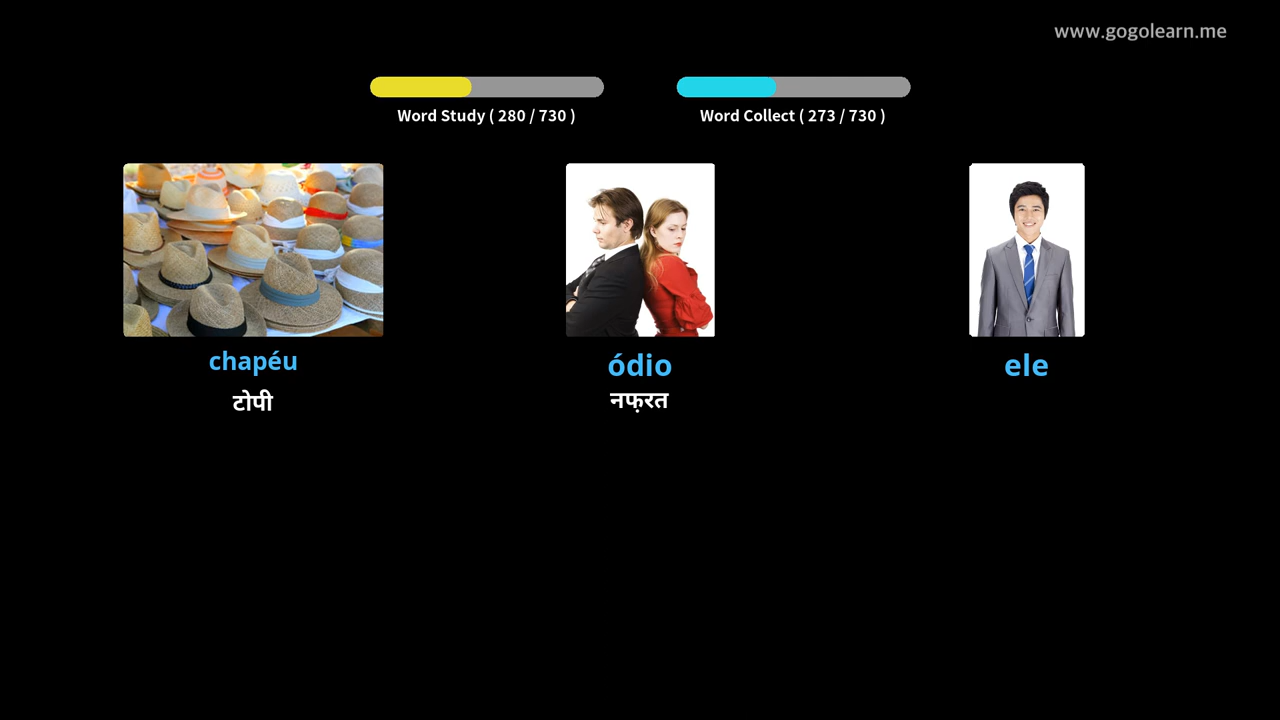 www.gogolearn.me
Word Study ( 280 / 730 )
Word Collect ( 273 / 730 )
chapéu
टोपी
ódio
नफ़रत
ele